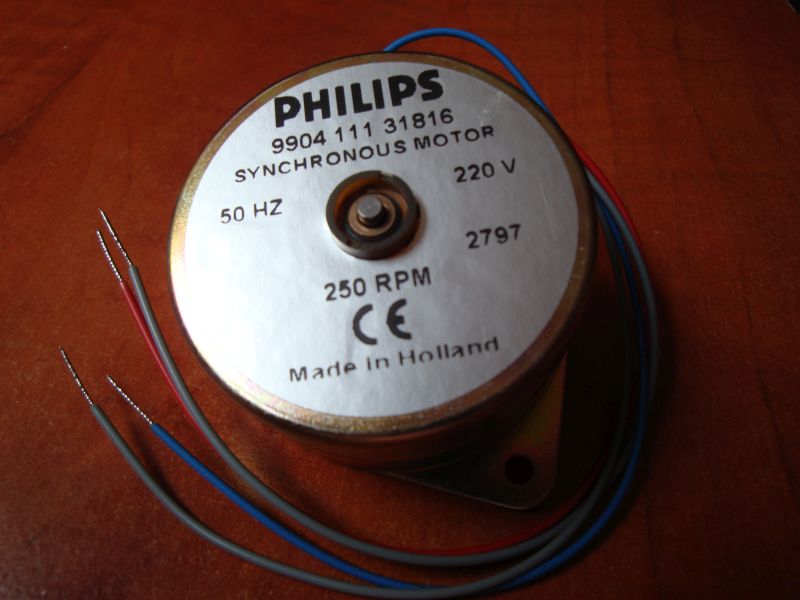 PHILIPS
9904 111 31816
SYNCHRONOUS MOTOR
50 HZ
220 V
2797
250 RPM
CE
Made in Holland